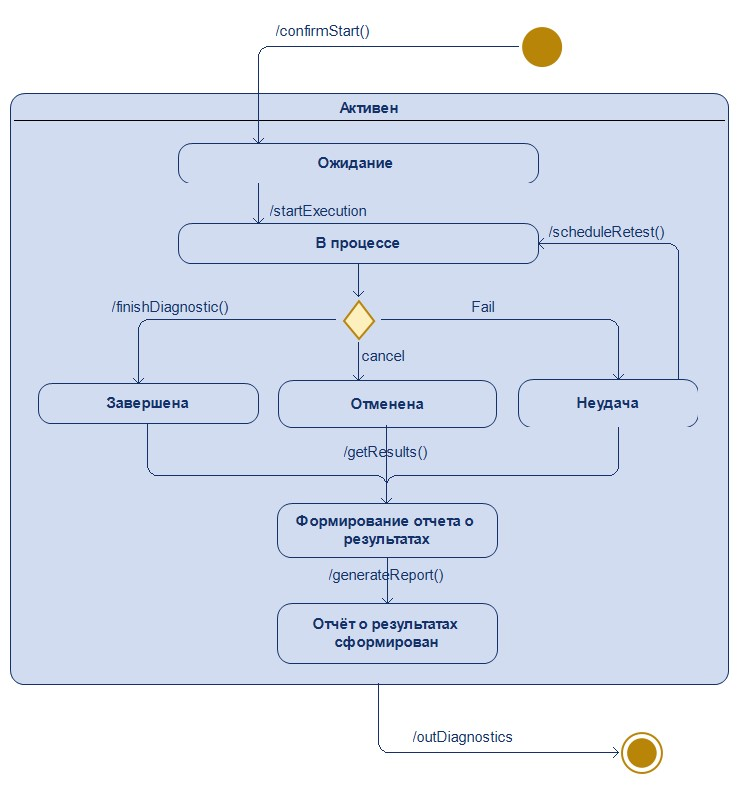 /confirmStart()
Активен
Ожидание
/startExecution
/scheduleRetest()
В процессе
/finishDiagnostic()
Fail
cancel
Завершена
Отменена
Неудача
/getResults()
Формирование отчета о
результатах
/generateReport()
Отчёт о результатах
сформирован
/outDiagnostics